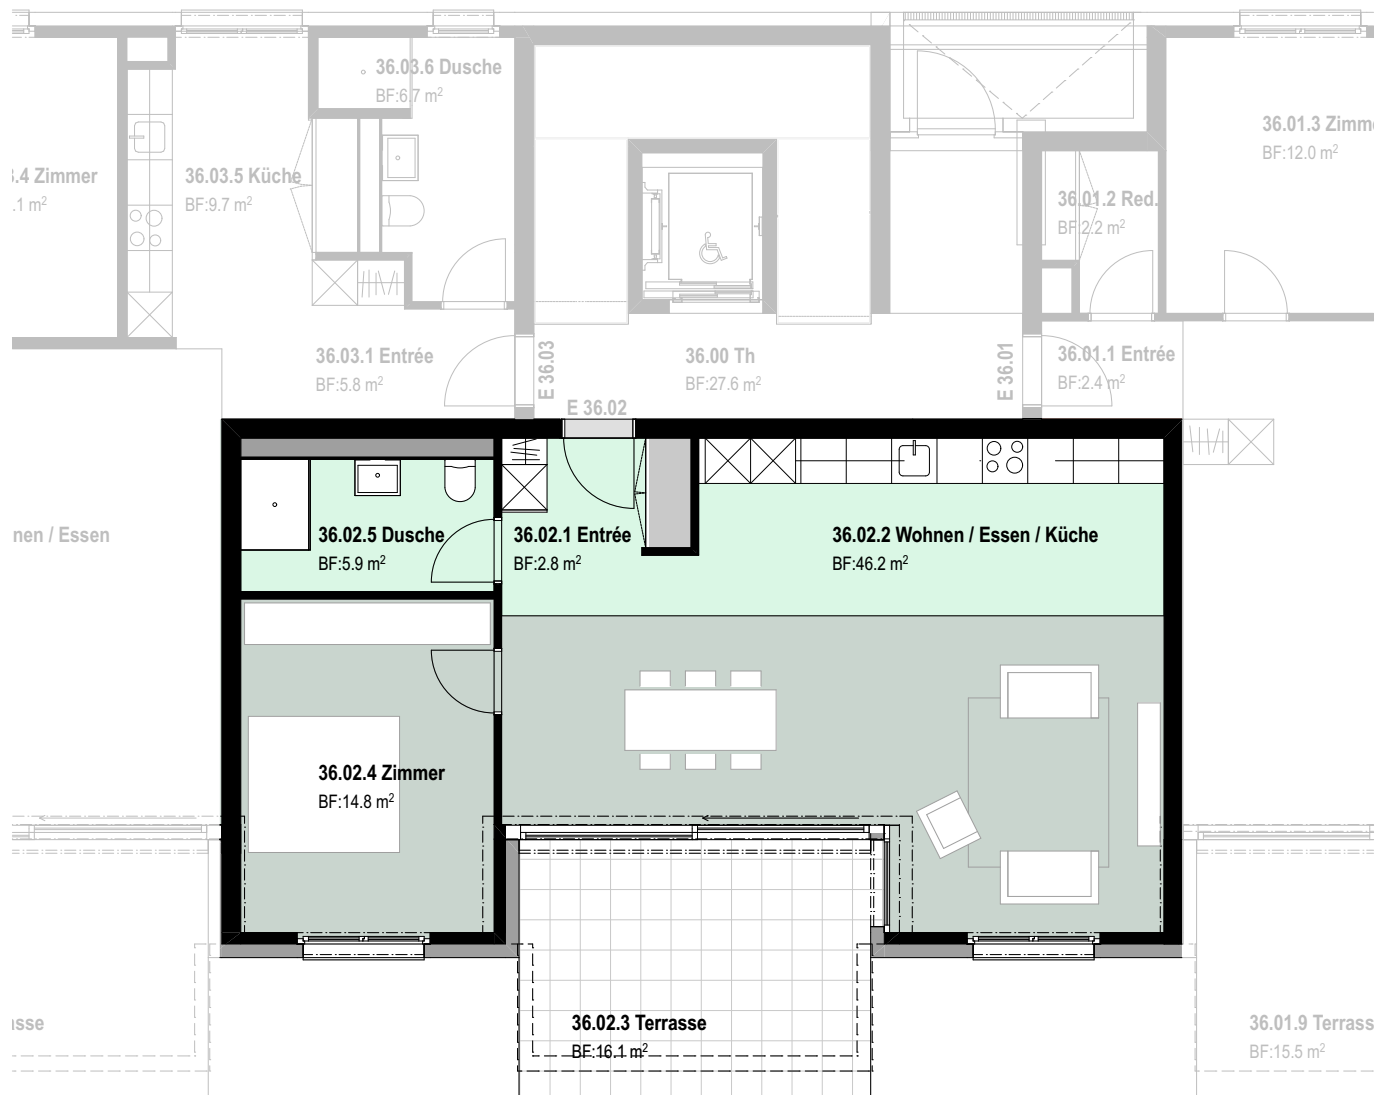 36.03.6 Dusche
BF:6.7 m²
36.01.3 Zimme
BF:12.0 m²
.4 Zimmer
.1 m²
36.03.5 Küche
BF:9.7 m²
36.01.2 Red.
BF:2.2 m²
36.03.1 Entrée
BF:5.8 m²
E 36.03
36.00 Th
BF:27.6 m²
E 36.01
36.01.1 Entrée
BF:2.4 m²
E 36.02
nen / Essen
36.02.5 Dusche
BF:5.9 m²
36.02.1 Entrée
BF:2.8 m²
36.02.2 Wohnen / Essen / Küche
BF:46.2 m²
36.02.4 Zimmer
BF:14.8 m²
sse
36.02.3 Terrasse
BF:16.1 m²
36.01.9 Terrass
BF:15.5 m²